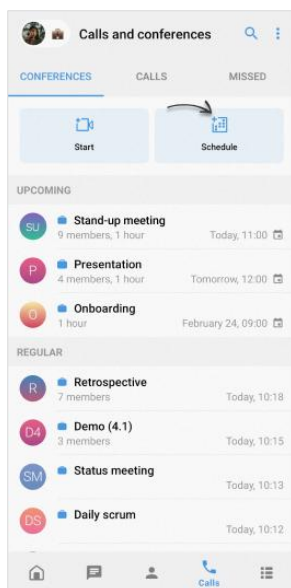 Calls and conferences
CONFERENCES CALLS MISSED
Start Schedule
UPCOMING
SU Stand-up meeting
9 members, 1 hour Today, 11:00
P Presentation
4 members, 1 hour Tomorrow, 12:00
O Onboarding
1 hour February 24, 09:00
REGULAR
R Retrospective
7 members Today, 10:18
D4 Demo (4.1)
3 members Today, 10:15
SM Status meeting
Today, 10:13
DS Daily scrum
Today, 10:12
Calls